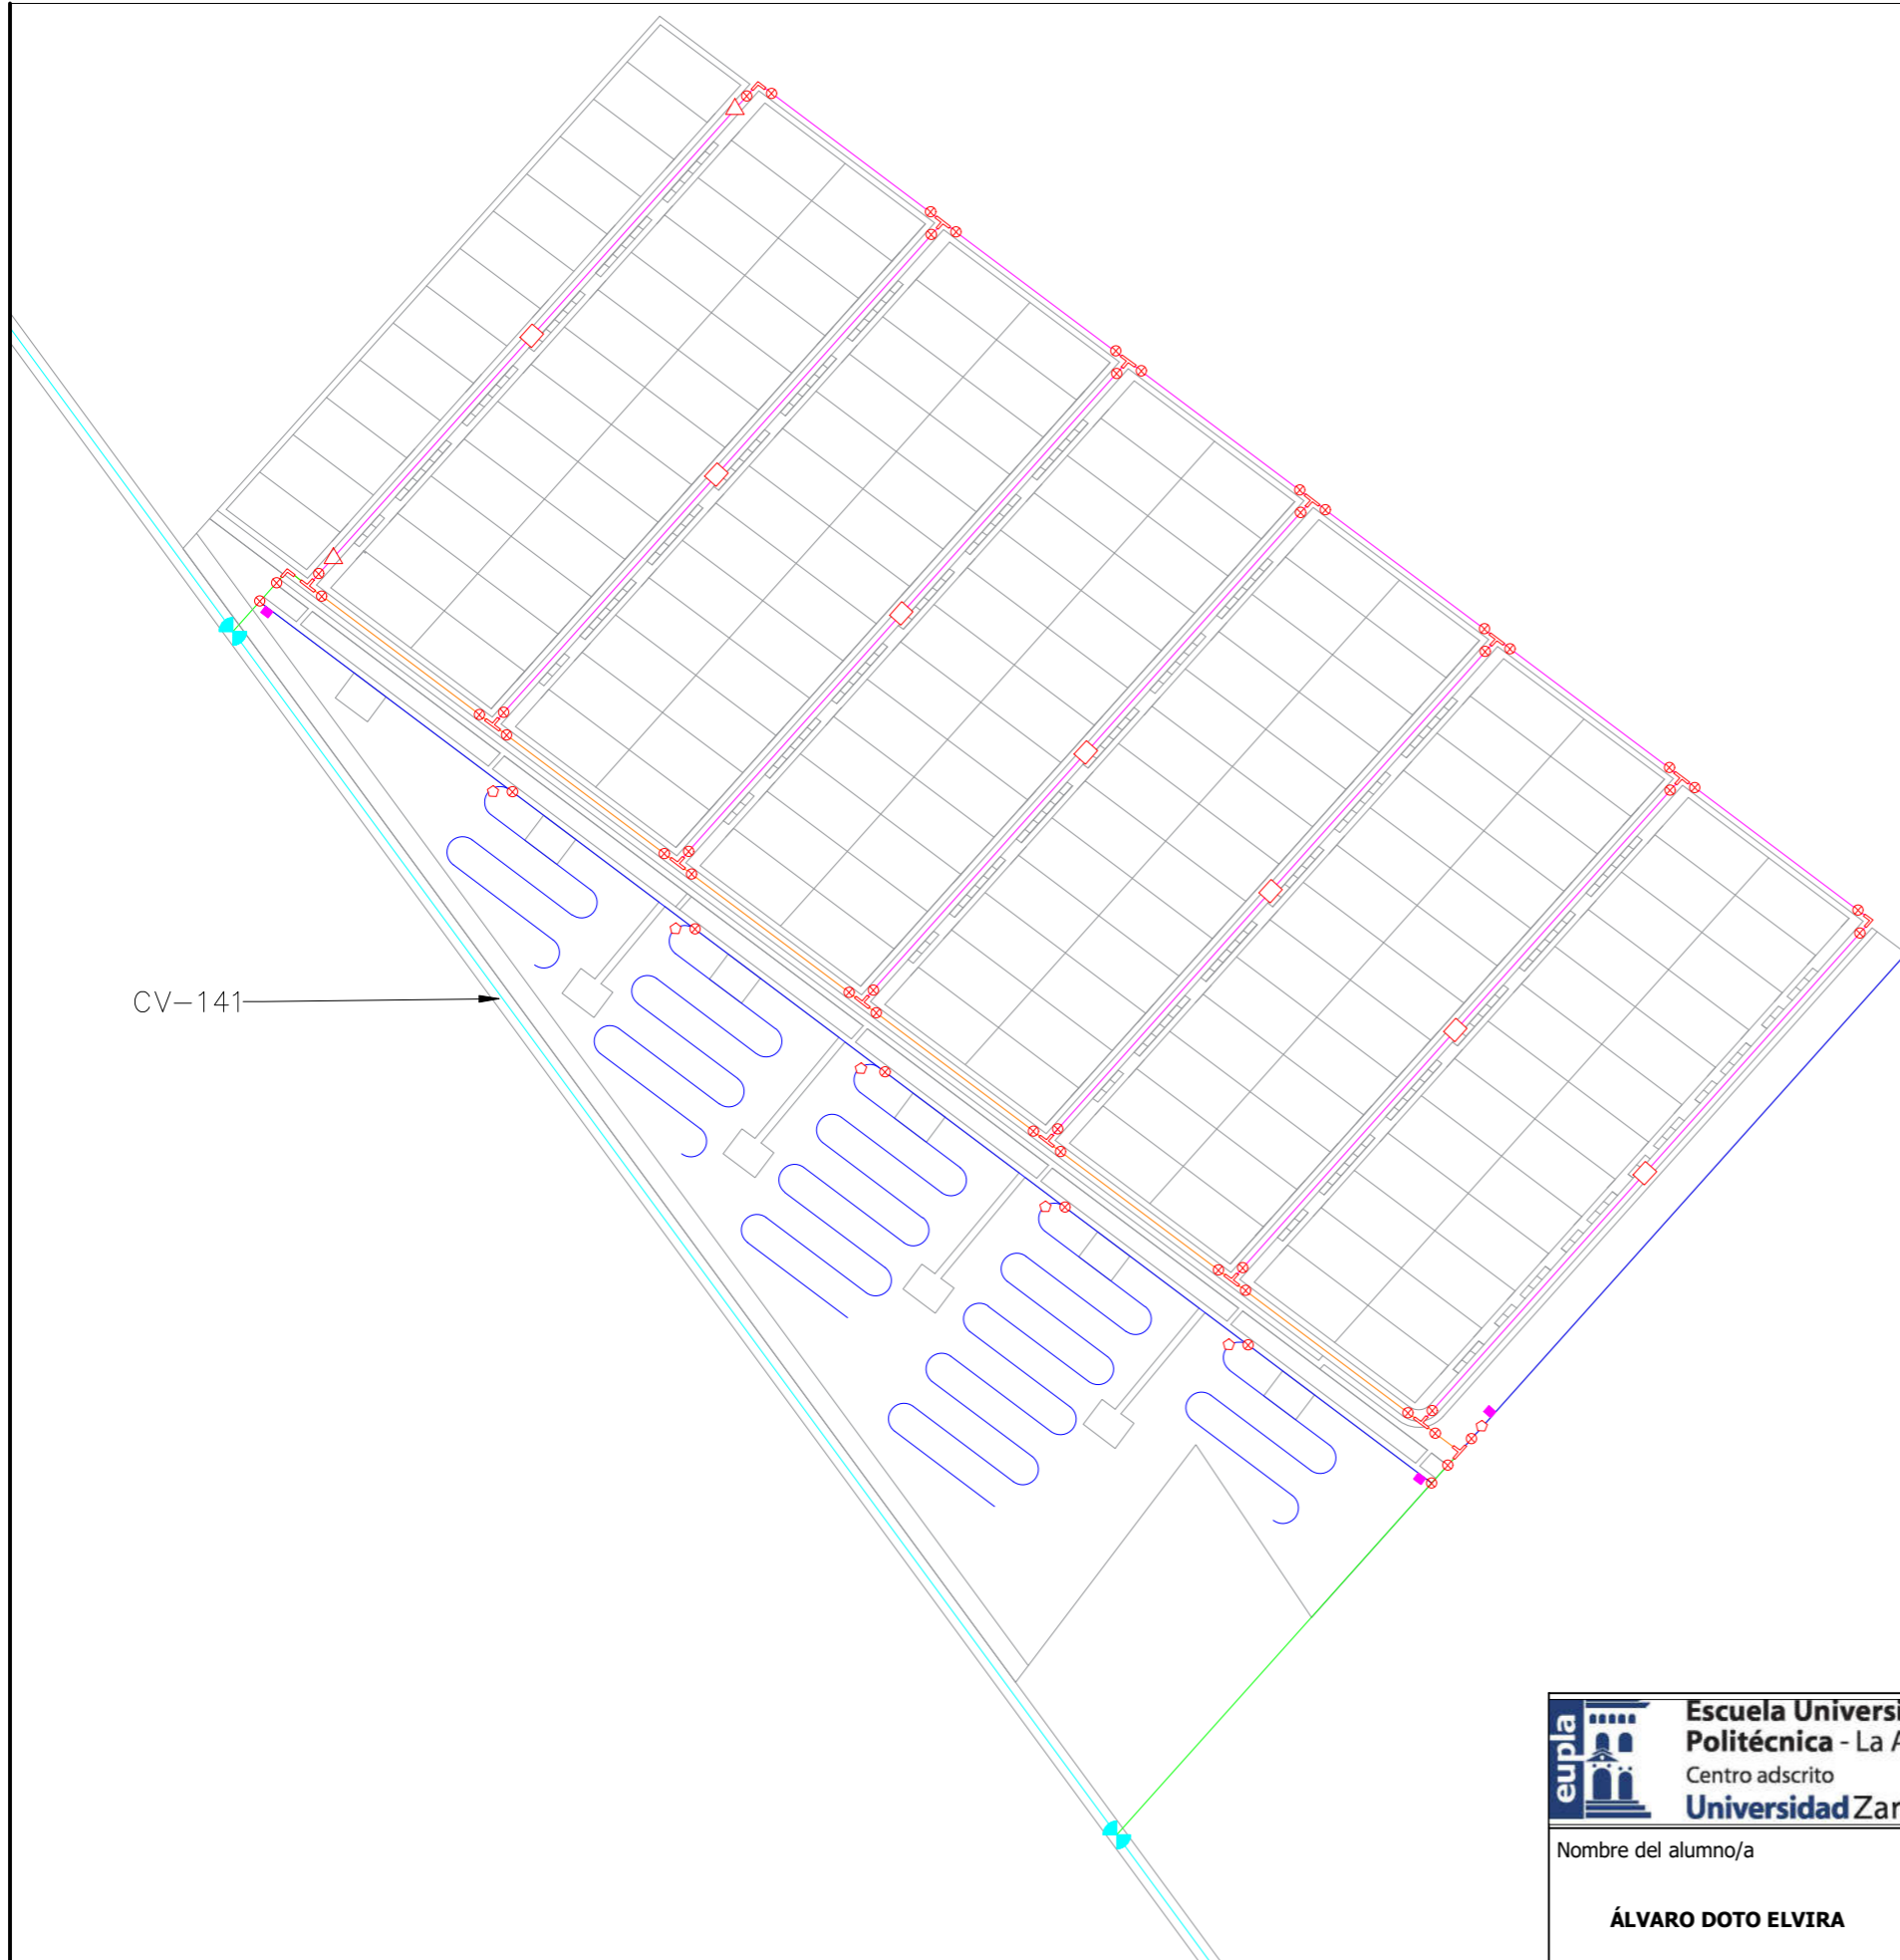 CV-141
eupla
Escuela Universi
Politécnica - La A
Centro adscrito
Universidad Zar
Nombre del alumno/a
ÁLVARO DOTO ELVIRA